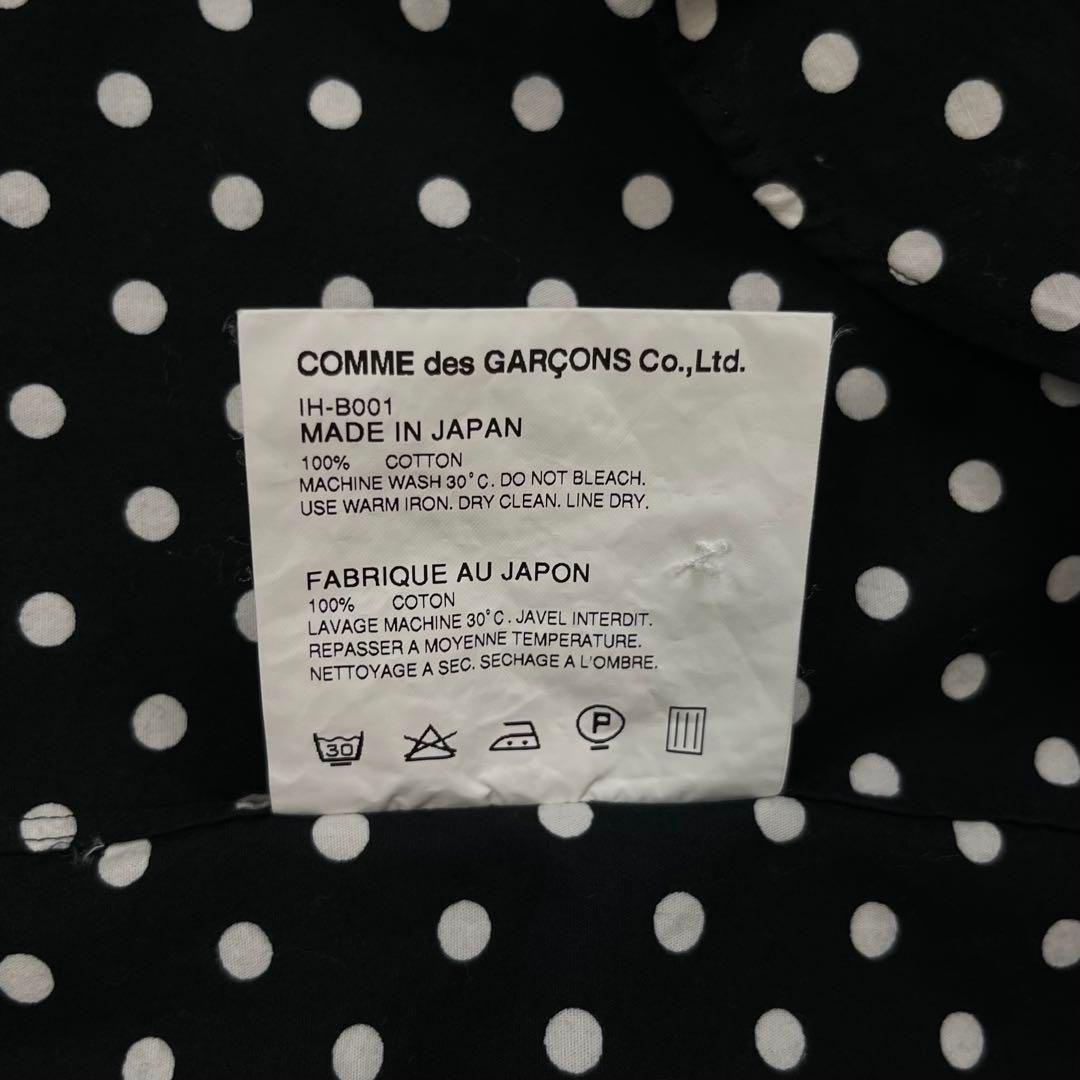 COMME des GARÇONS Co.,Ltd.
IH-B001
MADE IN JAPAN
100% COTTON
MACHINE WASH 30°C. DO NOT BLEACH.
USE WARM IRON. DRY CLEAN. LINE DRY.
FABRIQUE AU JAPON
100% COTON
LAVAGE MACHINE 30°C. JAVEL INTERDIT.
REPASSER A MOYENNE TEMPERATURE.
NETTOYAGE A SEC. SECHAGE A L'OMBRE.
30 P